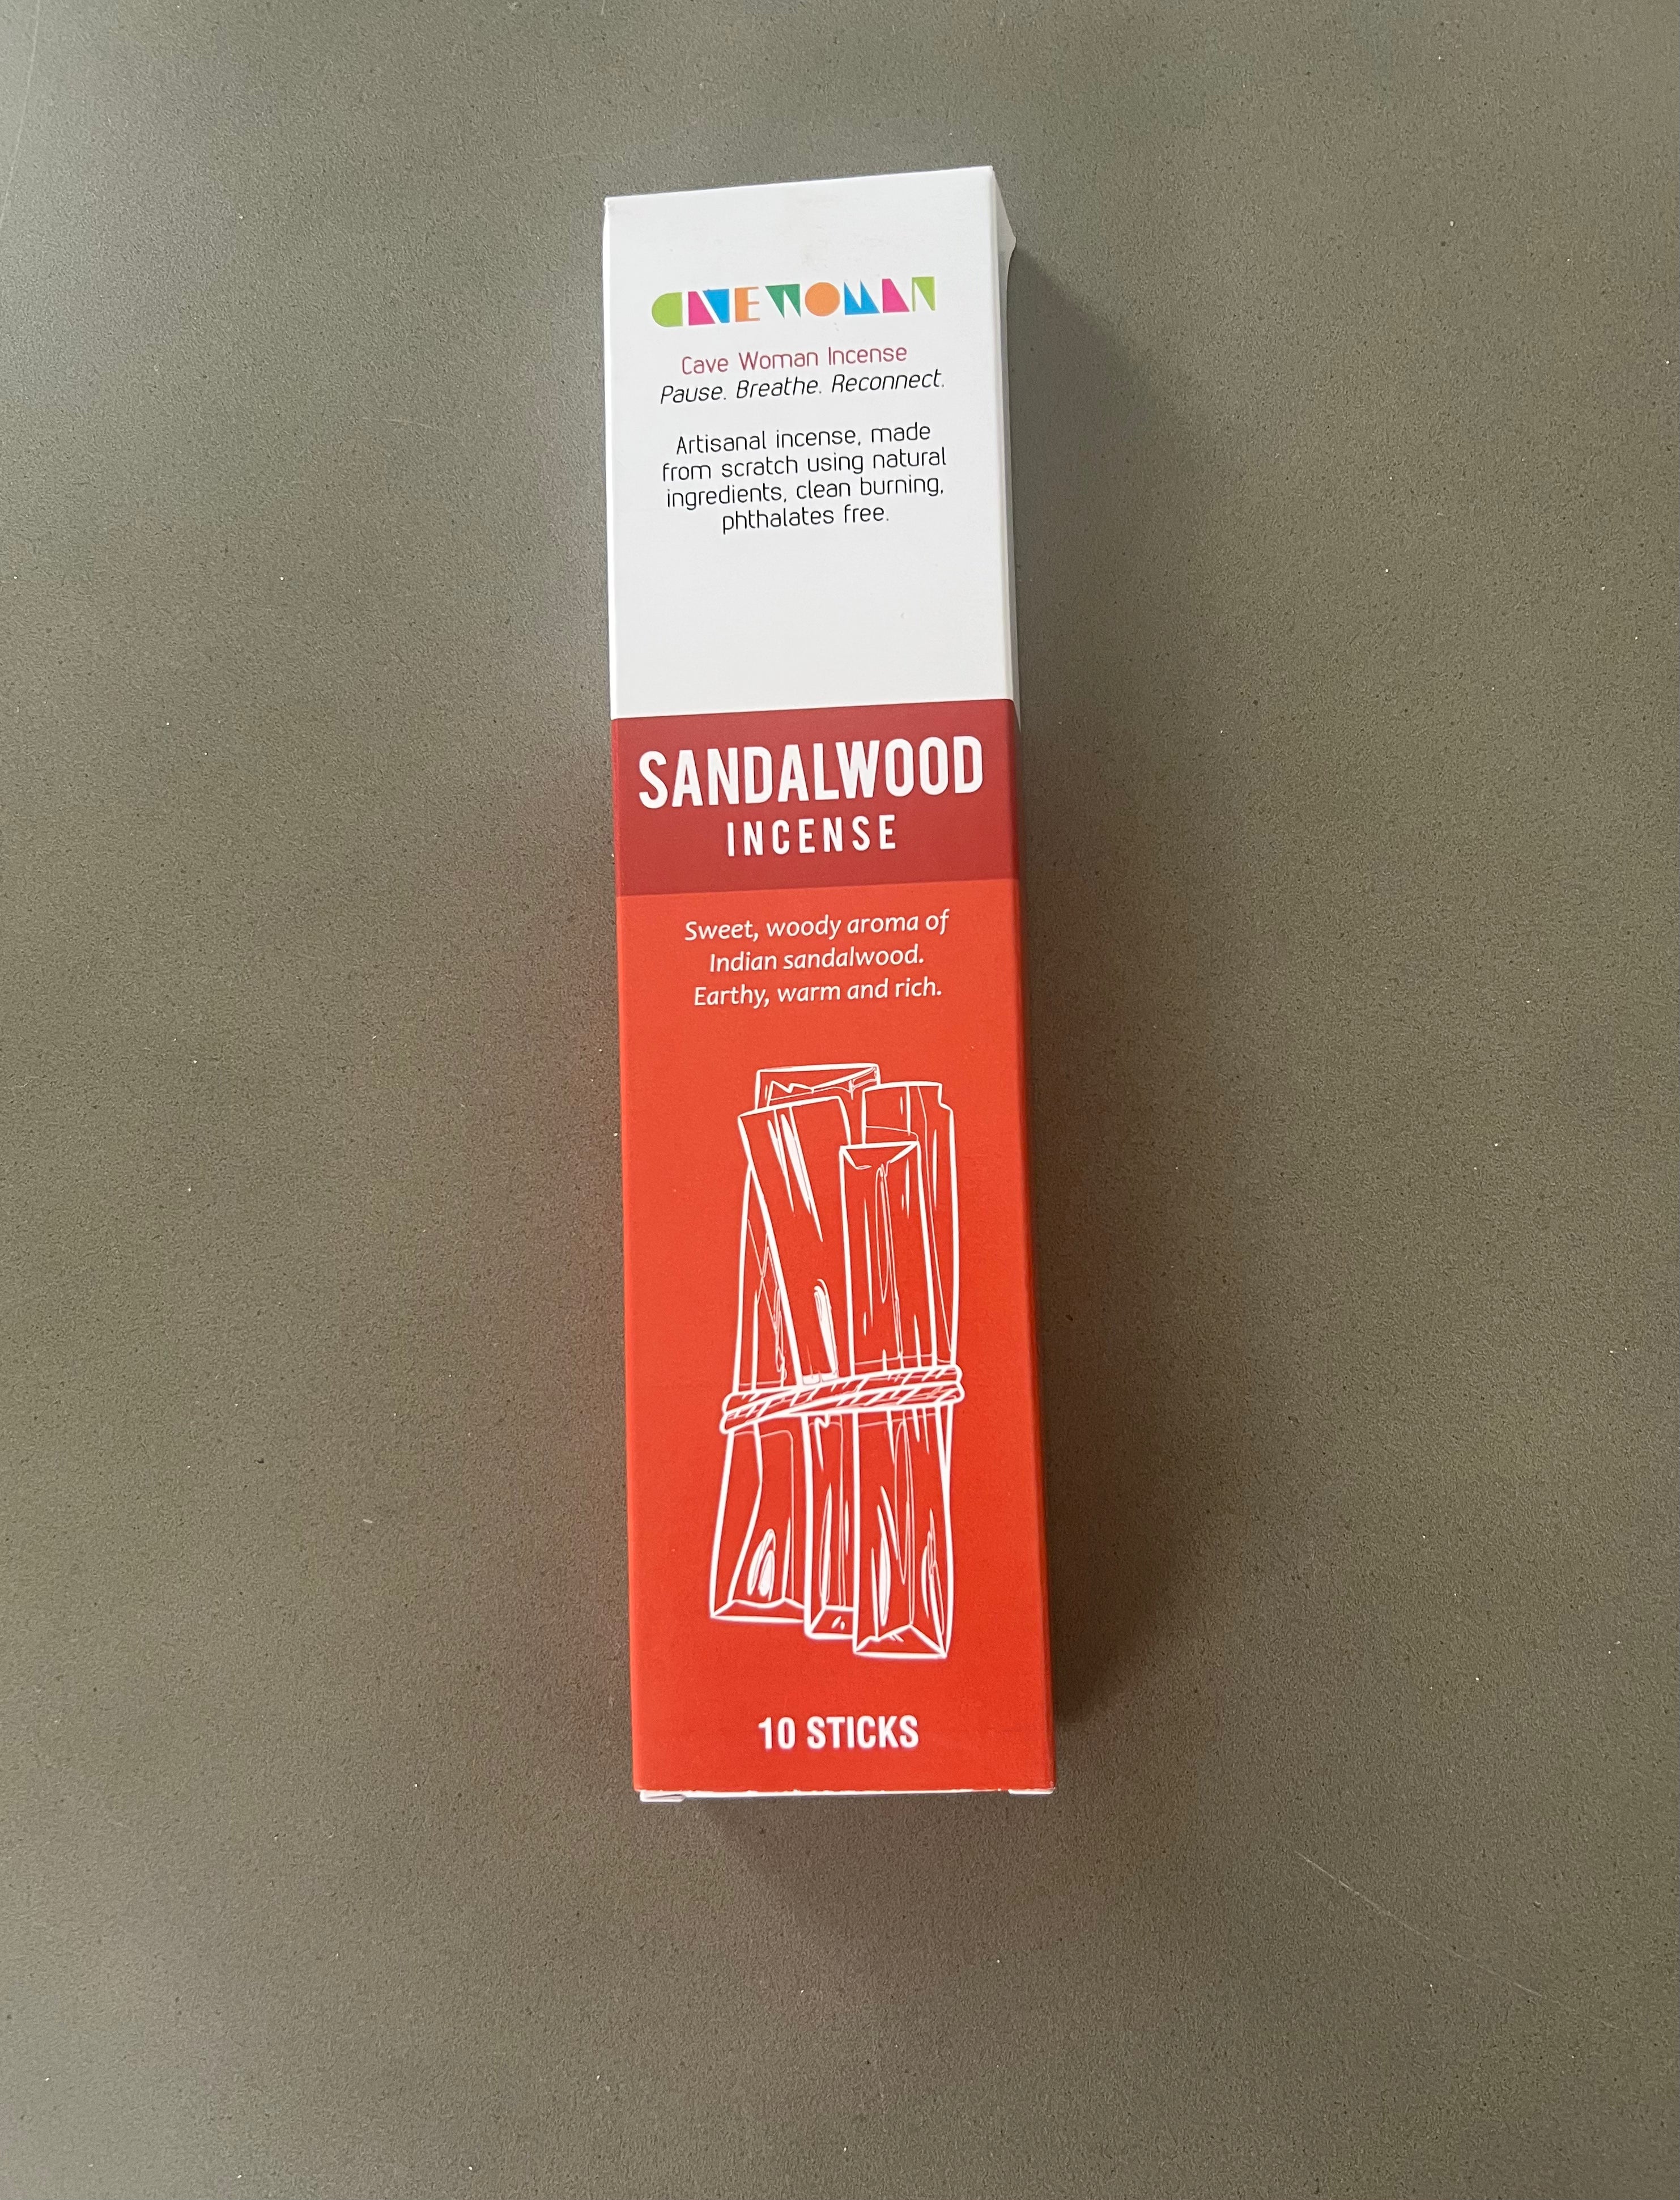 CAVE WOMAN
Cave Woman Incense
Pause. Breathe. Reconnect.
Artisanal incense, made
from scratch using natural
ingredients, clean burning,
phthalates free.
SANDALWOOD
INCENSE
Sweet, woody aroma of
Indian sandalwood.
Earthy, warm and rich.
10 STICKS